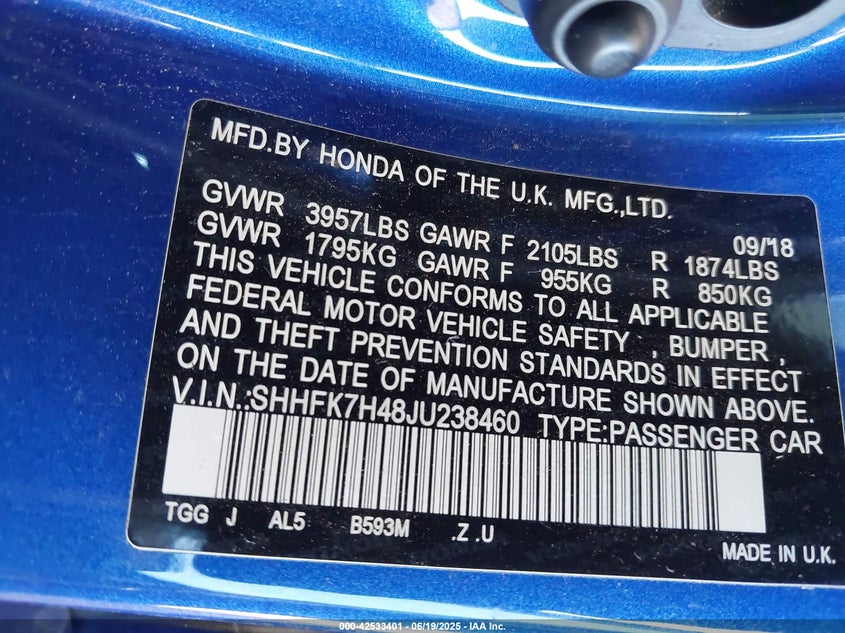 MFD.BY HONDA OF THE U.K. MFG.,LTD.
09/18
GVWR 3957LBS GAWR F 2105LBS R 1874LBS
GVWR 1795KG GAWR F 955KG R 850KG
THIS VEHICLE CONFORMS TO ALL APPLICABLE
FEDERAL MOTOR VEHICLE SAFETY , BUMPER ,
AND THEFT PREVENTION STANDARDS IN EFFECT
ON THE DATE OF MANUFACTURE SHOWN ABOVE.
V.I.N.:SHHFK7H48JU238460 TYPE:PASSENGER CAR
TGG J AL5 B593M .Z .U
MADE IN U.K.
000-42533401 - 06/19/2025 - IAA Inc.